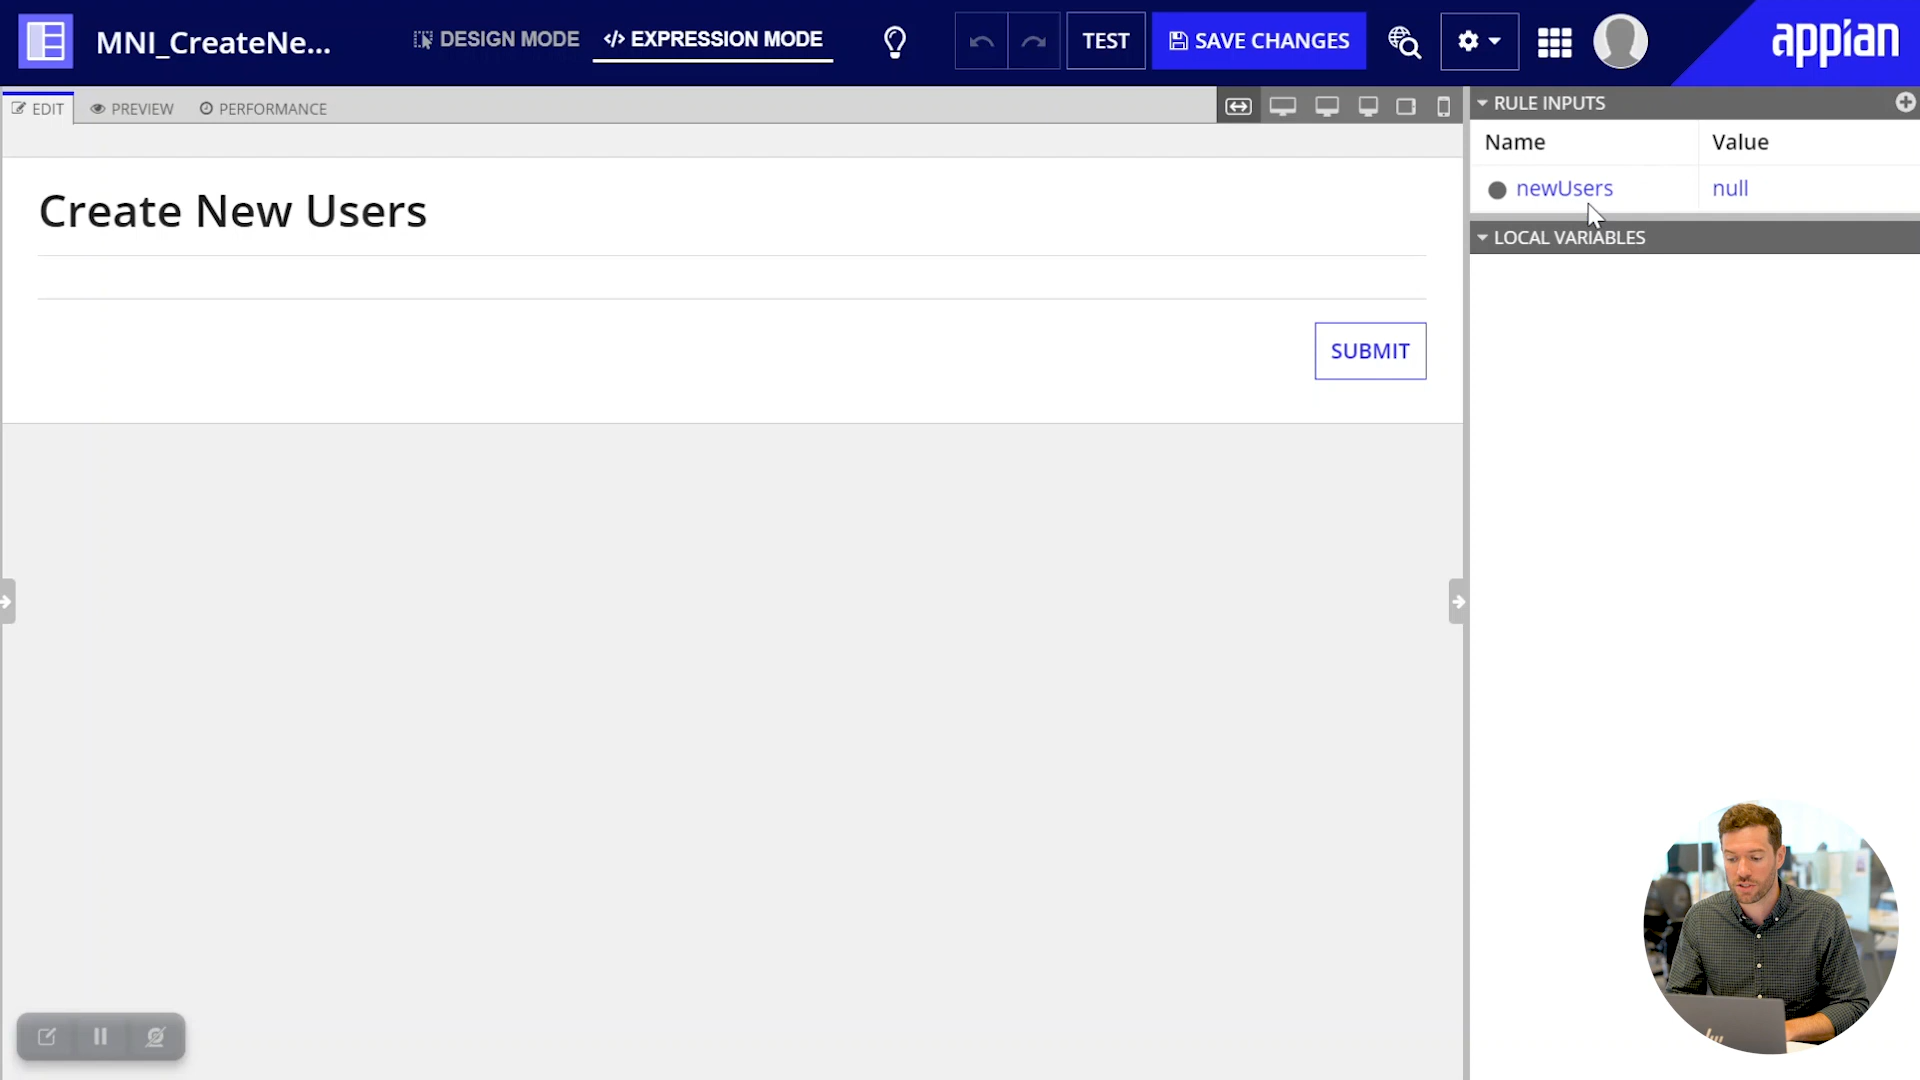 MNI_CreateNe...
DESIGN MODE
</> EXPRESSION MODE
TEST
SAVE CHANGES
appian
EDIT
PREVIEW
PERFORMANCE
RULE INPUTS
Name
Value
newUsers
null
LOCAL VARIABLES
Create New Users
SUBMIT
hp